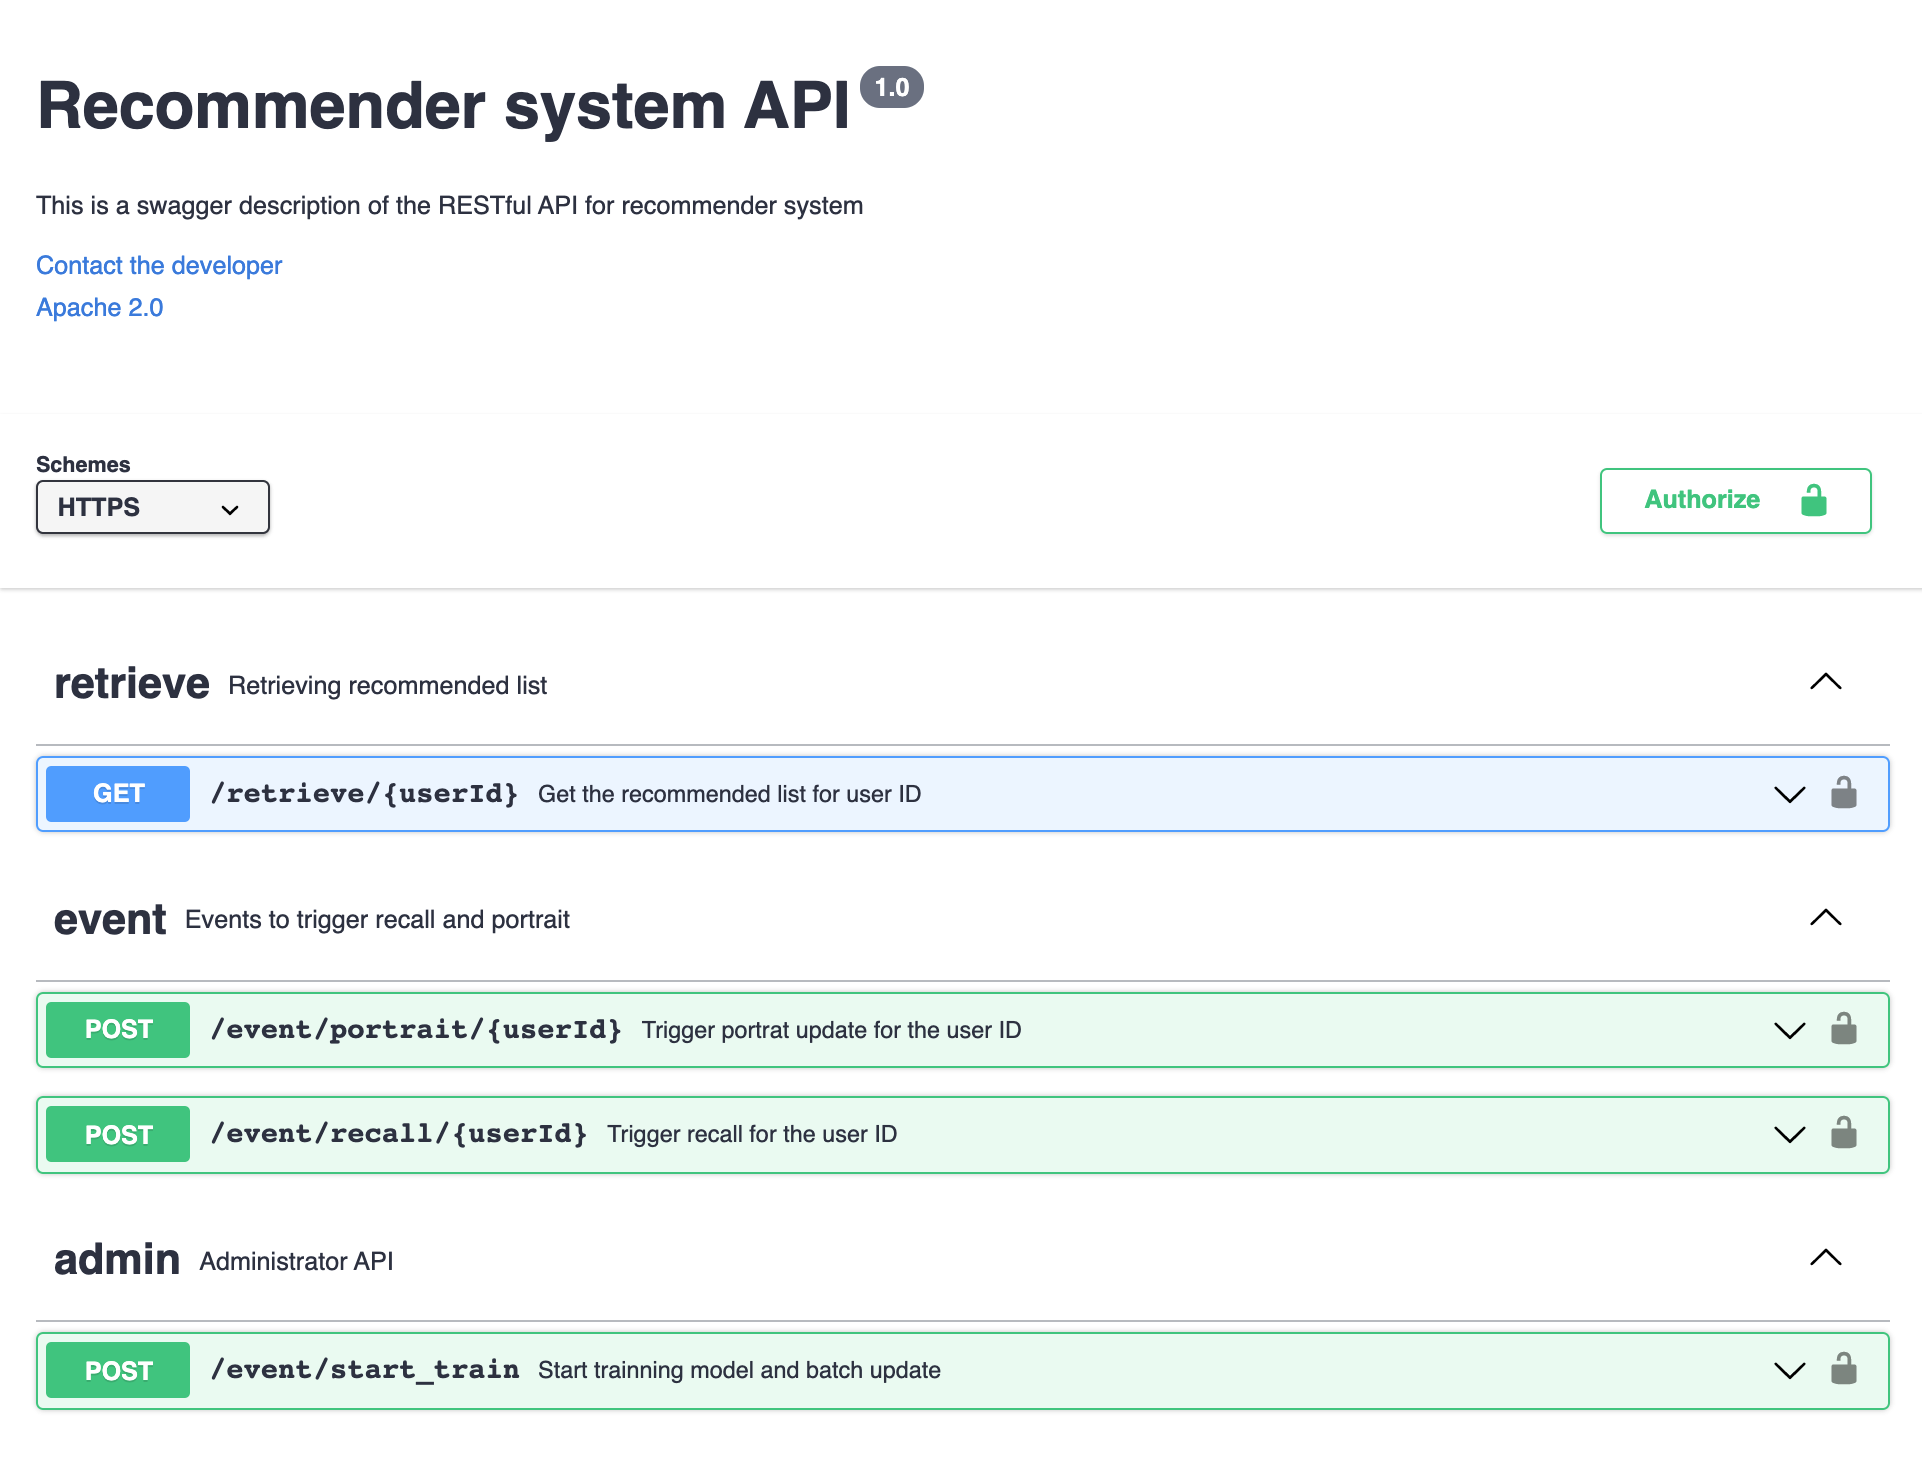 Recommender system API 1.0
This is a swagger description of the RESTful API for recommender system
Contact the developer
Apache 2.0
Schemes
HTTPS
Authorize
retrieve Retrieving recommended list
GET /retrieve/{userId} Get the recommended list for user ID
event Events to trigger recall and portrait
POST /event/portrait/{userId} Trigger portrat update for the user ID
POST /event/recall/{userId} Trigger recall for the user ID
admin Administrator API
POST /event/start_train Start trainning model and batch update